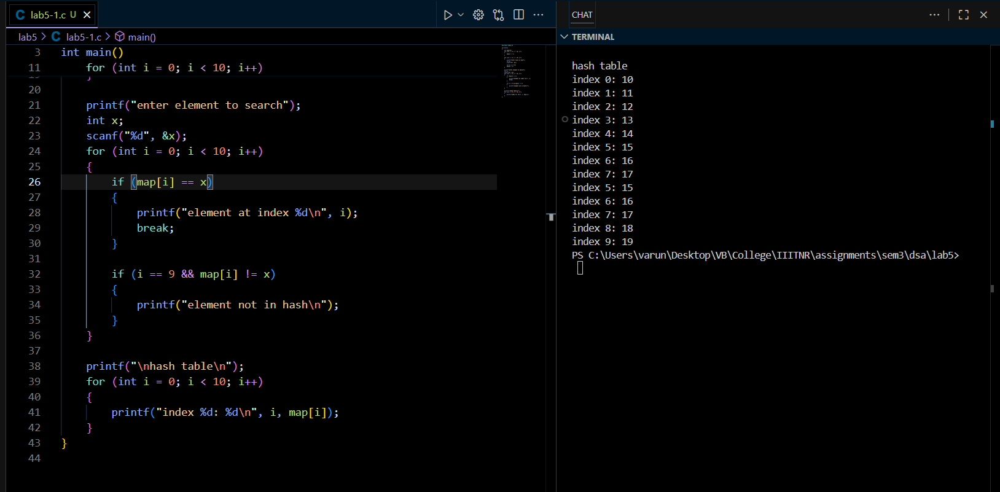 lab5-1.c U
lab5 > lab5-1.c > main()
3 int main()
11 for (int i = 0; i < 10; i++)
20
21 printf("enter element to search");
22 int x;
23 scanf("%d", &x);
24 for (int i = 0; i < 10; i++)
25 {
26 if (map[i] == x)
27 {
28 printf("element at index %d\n", i);
29 break;
30 }
31
32 if (i == 9 && map[i] != x)
33 {
34 printf("element not in hash\n");
35 }
36 }
37
38 printf("\nhash table\n");
39 for (int i = 0; i < 10; i++)
40 {
41 printf("index %d: %d\n", i, map[i]);
42 }
43 }
44
CHAT
TERMINAL
hash table
index 0: 10
index 1: 11
index 2: 12
index 3: 13
index 4: 14
index 5: 15
index 6: 16
index 7: 17
index 5: 15
index 6: 16
index 7: 17
index 8: 18
index 9: 19
PS C:\Users\varun\Desktop\VB\College\IIITNR\assignments\sem3\dsa\lab5>